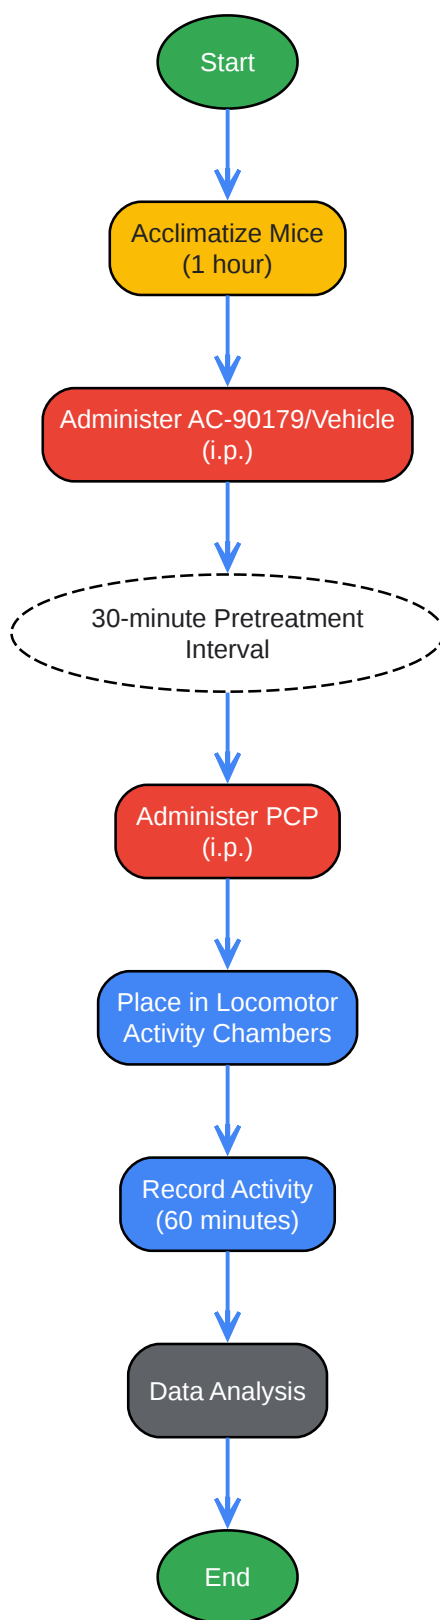 Start
Acclimatize Mice
(1 hour)
Administer AC-90179/Vehicle
(i.p.)
30-minute Pretreatment
Interval
Administer PCP
(i.p.)
Place in Locomotor
Activity Chambers
Record Activity
(60 minutes)
Data Analysis
End